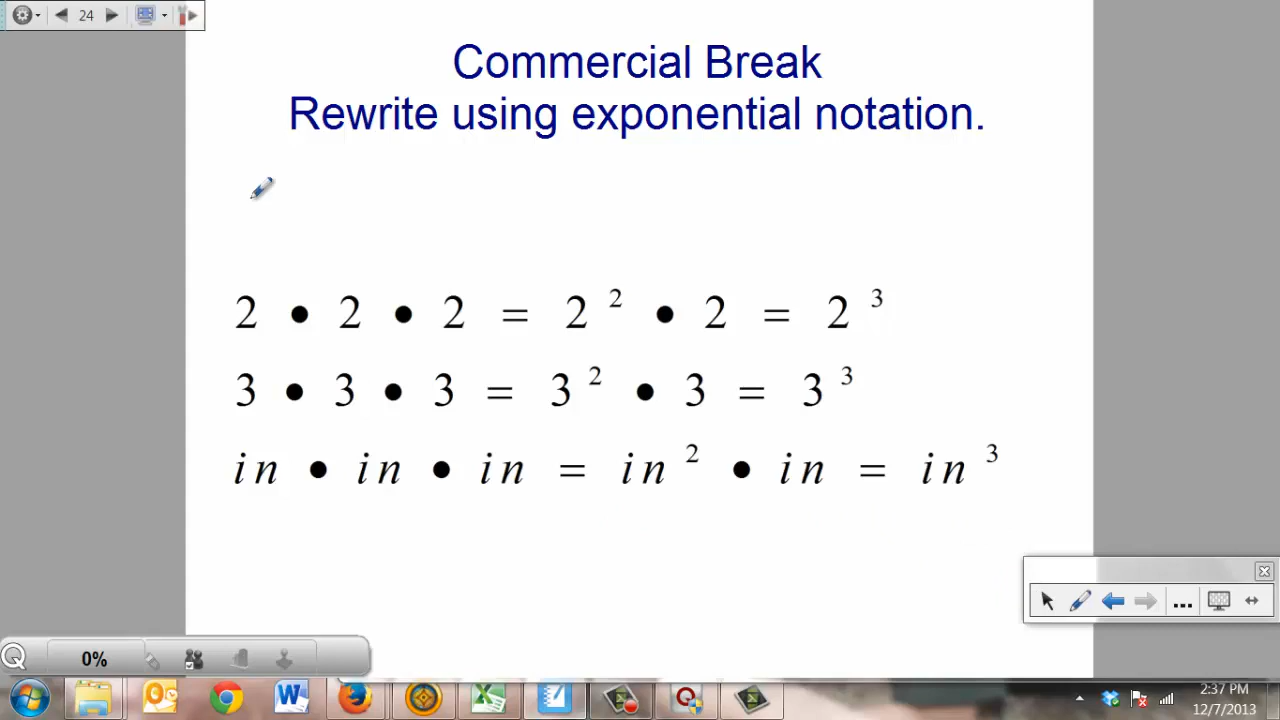 24
Commercial Break
Rewrite using exponential notation.
2 • 2 • 2 = 2² • 2 = 2³
3 • 3 • 3 = 3² • 3 = 3³
in • in • in = in² • in = in³
0%
2:37 PM
12/7/2013